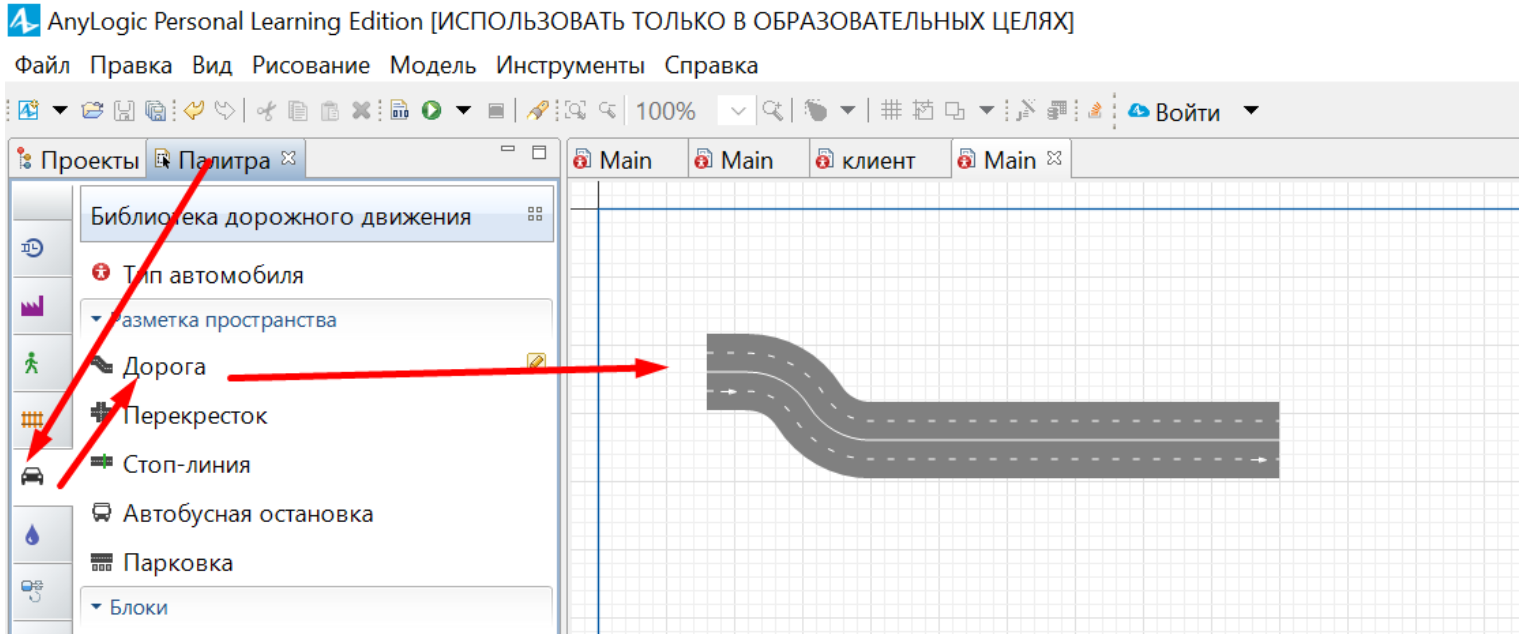 AnyLogic Personal Learning Edition [ИСПОЛЬЗОВАТЬ ТОЛЬКО В ОБРАЗОВАТЕЛЬНЫХ ЦЕЛЯХ]
Файл Правка Вид Рисование Модель Инструменты Справка
100% Войти
Проекты Палитра Main Main клиент Main
Библиотека дорожного движения
Тип автомобиля
Разметка пространства
Дорога
Перекресток
Стоп-линия
Автобусная остановка
Парковка
Блоки